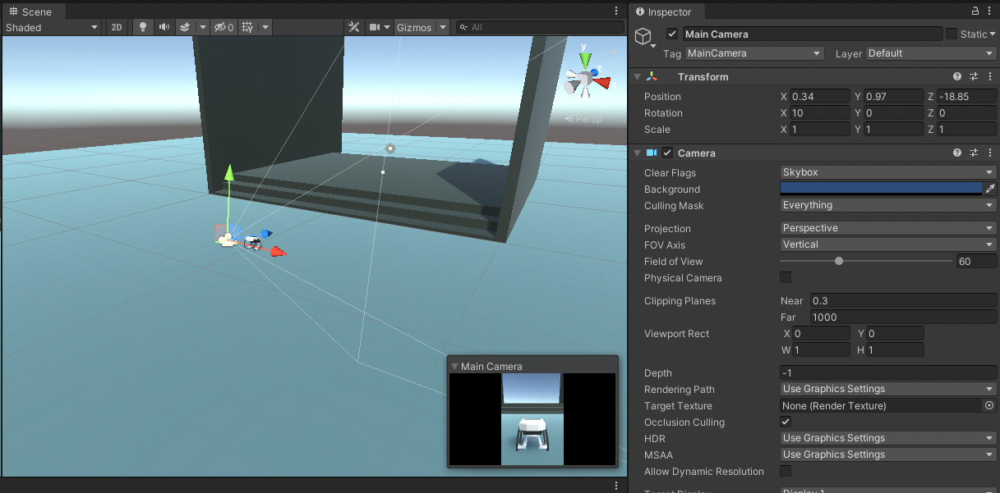 Scene
Shaded 2D 0 Gizmos All
y
z
x
Persp
Main Camera
Inspector
Main Camera Static
Tag MainCamera Layer Default
Transform
Position X 0.34 Y 0.97 Z -18.85
Rotation X 10 Y 0 Z 0
Scale X 1 Y 1 Z 1
Camera
Clear Flags Skybox
Background
Culling Mask Everything
Projection Perspective
FOV Axis Vertical
Field of View 60
Physical Camera
Clipping Planes Near 0.3
Far 1000
Viewport Rect X 0 Y 0
W 1 H 1
Depth -1
Rendering Path Use Graphics Settings
Target Texture None (Render Texture)
Occlusion Culling
HDR Use Graphics Settings
MSAA Use Graphics Settings
Allow Dynamic Resolution
Target Display Display 1